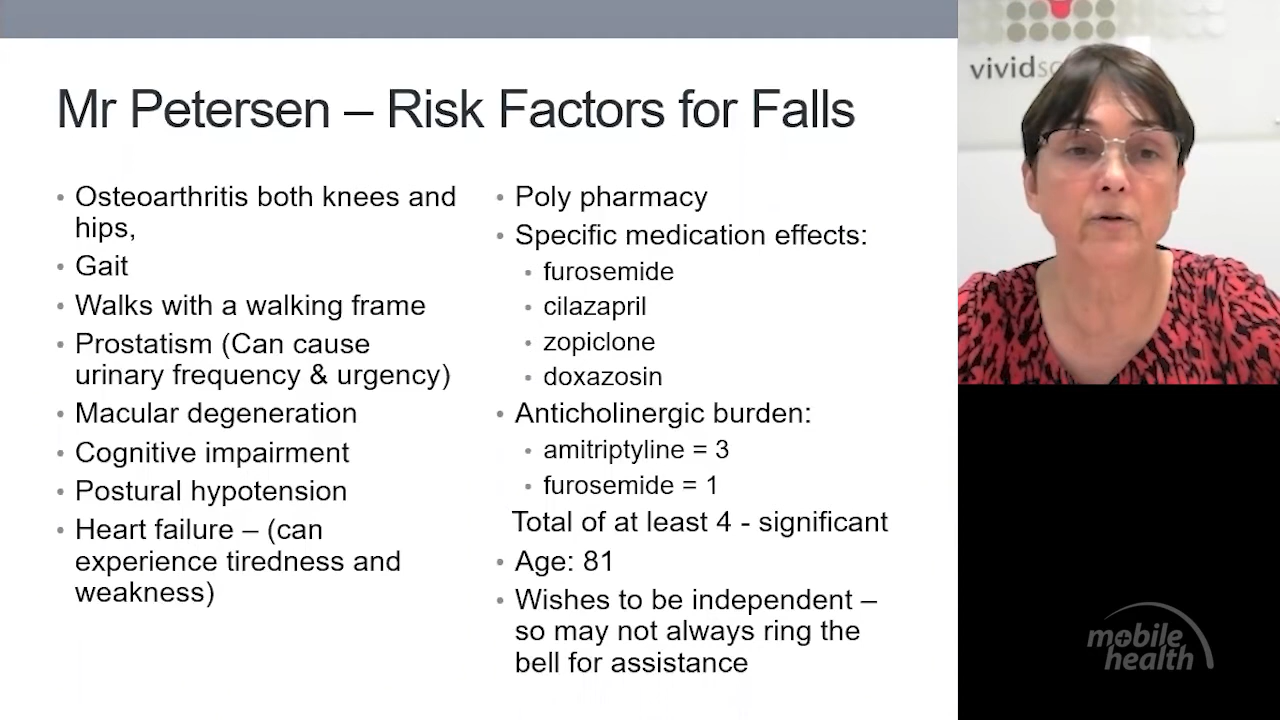 Mr Petersen – Risk Factors for Falls
• Osteoarthritis both knees and
hips,
• Gait
• Walks with a walking frame
• Prostatism (Can cause
urinary frequency & urgency)
• Macular degeneration
• Cognitive impairment
• Postural hypotension
• Heart failure – (can
experience tiredness and
weakness)
• Poly pharmacy
• Specific medication effects:
• furosemide
• cilazapril
• zopiclone
• doxazosin
• Anticholinergic burden:
• amitriptyline = 3
• furosemide = 1
Total of at least 4 - significant
• Age: 81
• Wishes to be independent –
so may not always ring the
bell for assistance
mobile
health